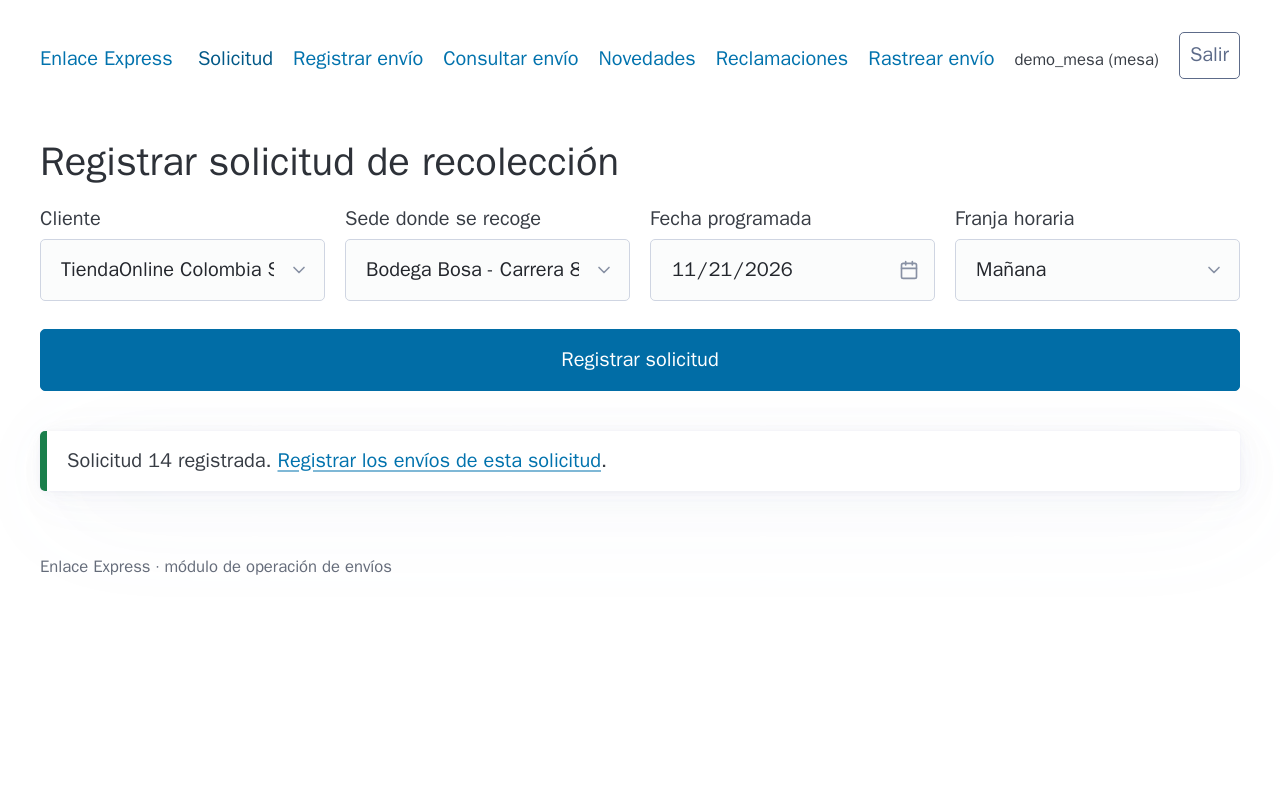 Enlace Express Solicitud Registrar envío Consultar envío Novedades Reclamaciones Rastrear envío demo_mesa (mesa) Salir
Registrar solicitud de recolección
Cliente Sede donde se recoge Fecha programada Franja horaria
TiendaOnline Colombia S Bodega Bosa - Carrera 8 11/21/2026 Mañana
Registrar solicitud
Solicitud 14 registrada. Registrar los envíos de esta solicitud.
Enlace Express · módulo de operación de envíos